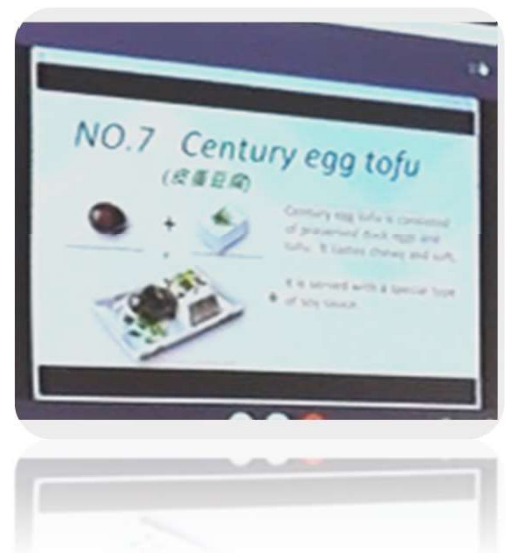 NO.7 Century egg tofu
(皮蛋豆腐)
Century egg tofu is consisted
of preserved duck eggs and
tofu. It tastes chewy and soft.
It is served with a special type
of soy sauce.